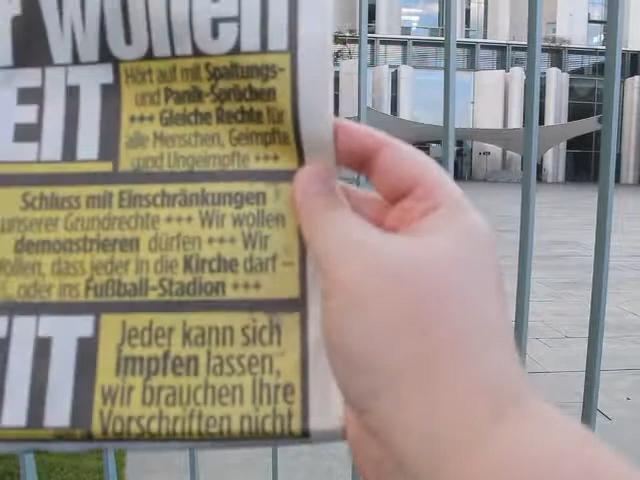 r wollen
EIT
Hört auf mit Spaltungs-
und Panik-Sprüchen
+++ Gleiche Rechte für
alle Menschen, Geimpfte
und Ungeimpfte +++
Schluss mit Einschränkungen
unserer Grundrechte +++ Wir wollen
demonstrieren dürfen +++ Wir
wollen, dass jeder in die Kirche darf –
oder ins Fußball-Stadion +++
EIT
Jeder kann sich
impfen lassen,
wir brauchen Ihre
Vorschriften nicht